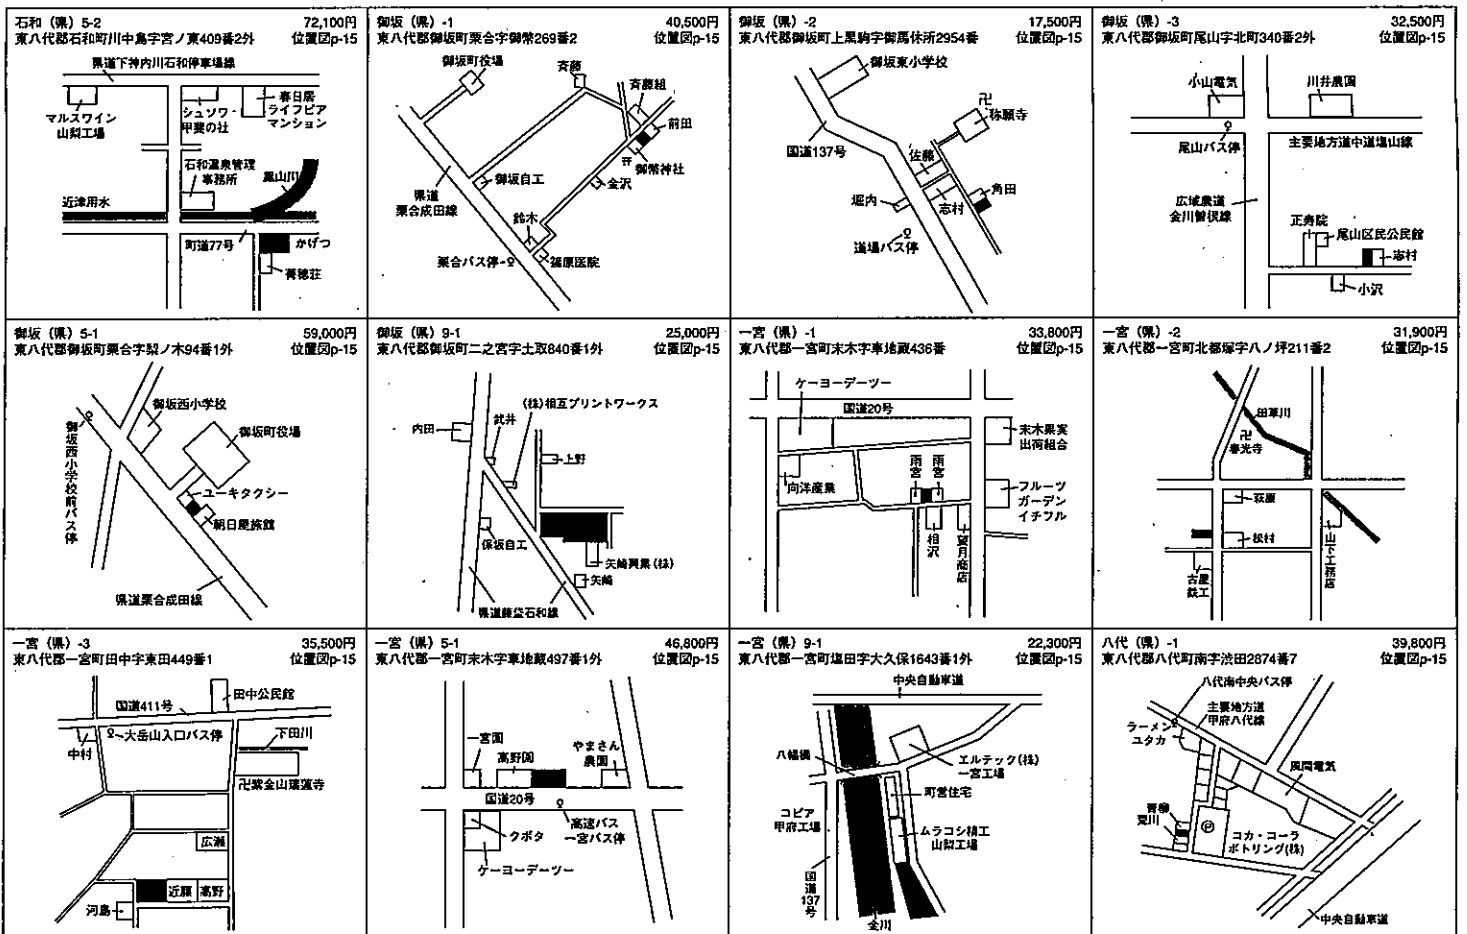 石和（県）5-2 72,100円
東八代郡石和町川中島字宮ノ東409番2外 位置図p-15
県道下神内川石和停車場線
マルスワイン
山梨工場
シュソワ・
甲斐の杜
春日居
ライフピア
マンション
石和温泉管理
事務所
近津用水
町道77号
かげつ
御坂（県）-1 40,500円
東八代郡御坂町栗合字御幣269番2 位置図p-15
御坂町役場
斉藤
斉藤組
前田
御幣神社
御坂自工
金沢
県道
栗合成田線
鈴木
栗合バス停
篠原医院
御坂（県）-2 17,500円
東八代郡御坂町上黒駒字御馬休所2954番 位置図p-15
御坂東小学校
国道137号
卍
称願寺
佐藤
角田
堀内
志村
道場バス停
御坂（県）-3 32,500円
東八代郡御坂町尾山字北町340番2外 位置図p-15
小山電気
川井農園
尾山バス停
主要地方道中道塩山線
広域農道
金川曽根線
正寿院
尾山区民公民館
志村
小沢
御坂（県）5-1 59,000円
東八代郡御坂町栗合字梨ノ木94番1外 位置図p-15
御坂西小学校
御坂西小学校前バス停
御坂町役場
ユーキタクシー
朝日屋旅館
県道栗合成田線
御坂（県）9-1 25,000円
東八代郡御坂町二之宮字土取840番1外 位置図p-15
(株)相互プリントワークス
内田
武井
上野
保坂自工
矢崎興業(株)
矢崎
県道藤垈石和線
一宮（県）-1 33,800円
東八代郡一宮町末木字車地蔵436番 位置図p-15
ケーヨーデーツー
国道20号
末木果実
出荷組合
向洋産業
雨宮
雨宮
フルーツ
ガーデン
イチフル
相沢
望月商店
一宮（県）-2 31,900円
東八代郡一宮町北都塚字八ノ坪211番2 位置図p-15
田草川
卍
春光寺
荻原
松村
山下工務店
古屋
鉄工
一宮（県）-3 35,500円
東八代郡一宮町田中字東田449番1 位置図p-15
田中公民館
国道411号
中村
大岳山入口バス停
下田川
卍紫金山瑞蓮寺
広瀬
近藤
高野
河島
一宮（県）5-1 46,800円
東八代郡一宮町末木字車地蔵497番1外 位置図p-15
一宮園
高野園
やまさん
農園
国道20号
クボタ
高速バス
一宮バス停
ケーヨーデーツー
一宮（県）9-1 22,300円
東八代郡一宮町塩田字大久保1643番1外 位置図p-15
中央自動車道
八幡橋
エルテック(株)
一宮工場
町営住宅
コピア
甲府工場
ムラコシ精工
山梨工場
国道
137
号
金川
八代（県）-1 39,800円
東八代郡八代町南字渋田2874番7 位置図p-15
八代南中央バス停
主要地方道
甲府八代線
ラーメン
ユタカ
風間電気
青柳
荒川
P
コカ・コーラ
ボトリング(株)
中央自動車道